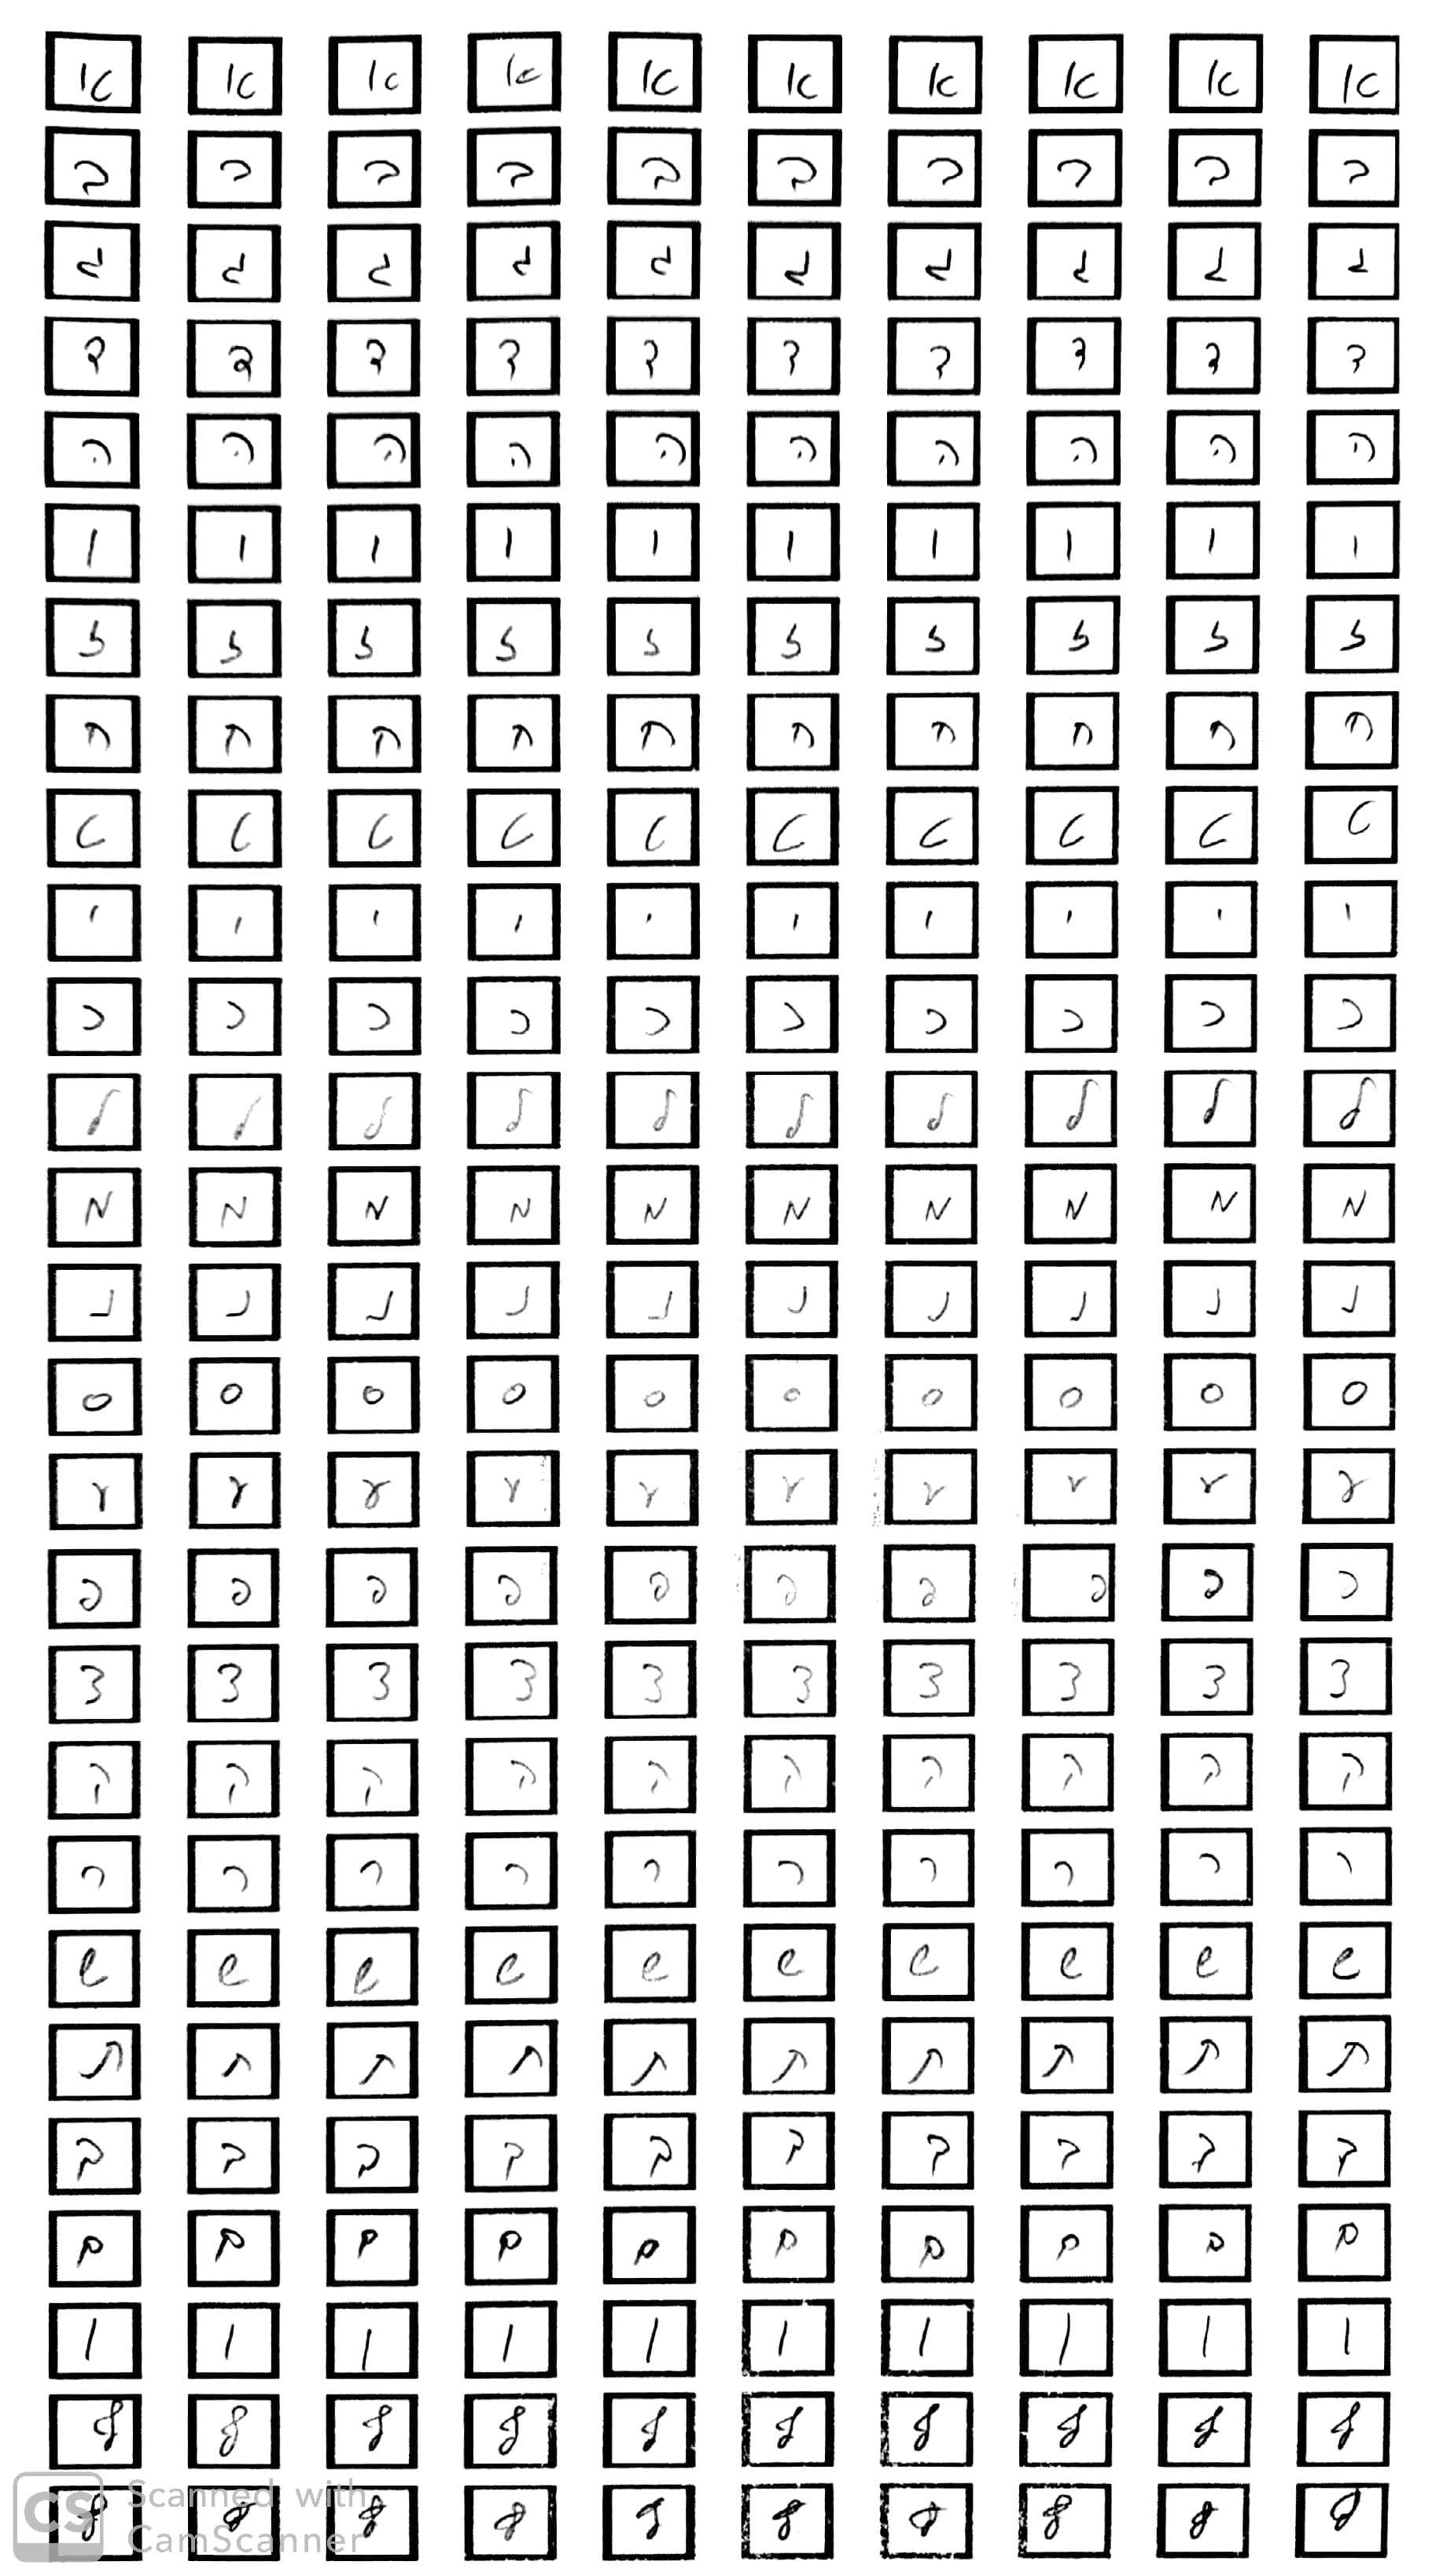 א א א א א א א א א א
ב ב ב ב ב ב ב ב ב ב
ג ג ג ג ג ג ג ג ג ג
ד ד ד ד ד ד ד ד ד ד
ה ה ה ה ה ה ה ה ה ה
ו ו ו ו ו ו ו ו ו ו
ז ז ז ז ז ז ז ז ז ז
ח ח ח ח ח ח ח ח ח ח
ט ט ט ט ט ט ט ט ט ט
י י י י י י י י י י
כ כ כ כ כ כ כ כ כ כ
ל ל ל ל ל ל ל ל ל ל
מ מ מ מ מ מ מ מ מ מ
נ נ נ נ נ נ נ נ נ נ
ס ס ס ס ס ס ס ס ס ס
ע ע ע ע ע ע ע ע ע ע
פ פ פ פ פ פ פ פ פ פ
צ צ צ צ צ צ צ צ צ צ
ק ק ק ק ק ק ק ק ק ק
ר ר ר ר ר ר ר ר ר ר
ש ש ש ש ש ש ש ש ש ש
ת ת ת ת ת ת ת ת ת ת
ך ך ך ך ך ך ך ך ך ך
ם ם ם ם ם ם ם ם ם ם
ן ן ן ן ן ן ן ן ן ן
ף ף ף ף ף ף ף ף ף ף
ץ ץ ץ ץ ץ ץ ץ ץ ץ ץ
CS Scanned with
CamScanner